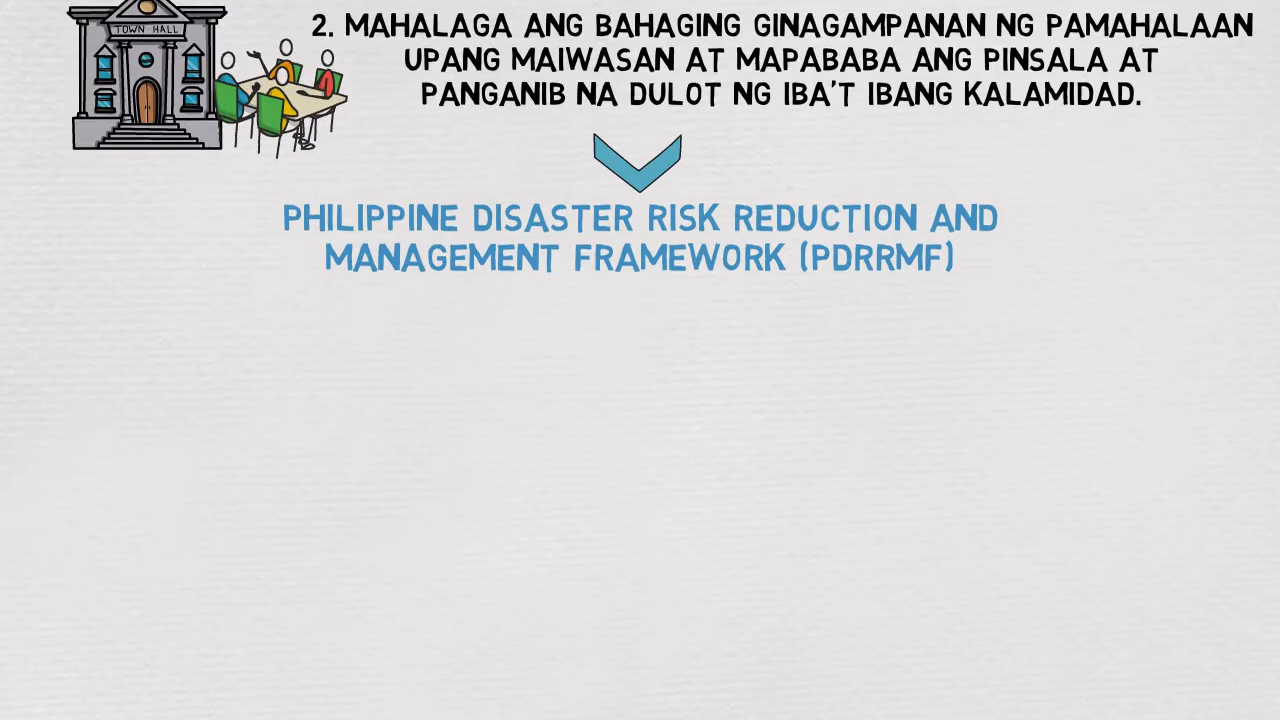 TOWN HALL
2. MAHALAGA ANG BAHAGING GINAGAMPANAN NG PAMAHALAAN
UPANG MAIWASAN AT MAPABABA ANG PINSALA AT
PANGANIB NA DULOT NG IBA'T IBANG KALAMIDAD.
PHILIPPINE DISASTER RISK REDUCTION AND
MANAGEMENT FRAMEWORK (PDRRMF)